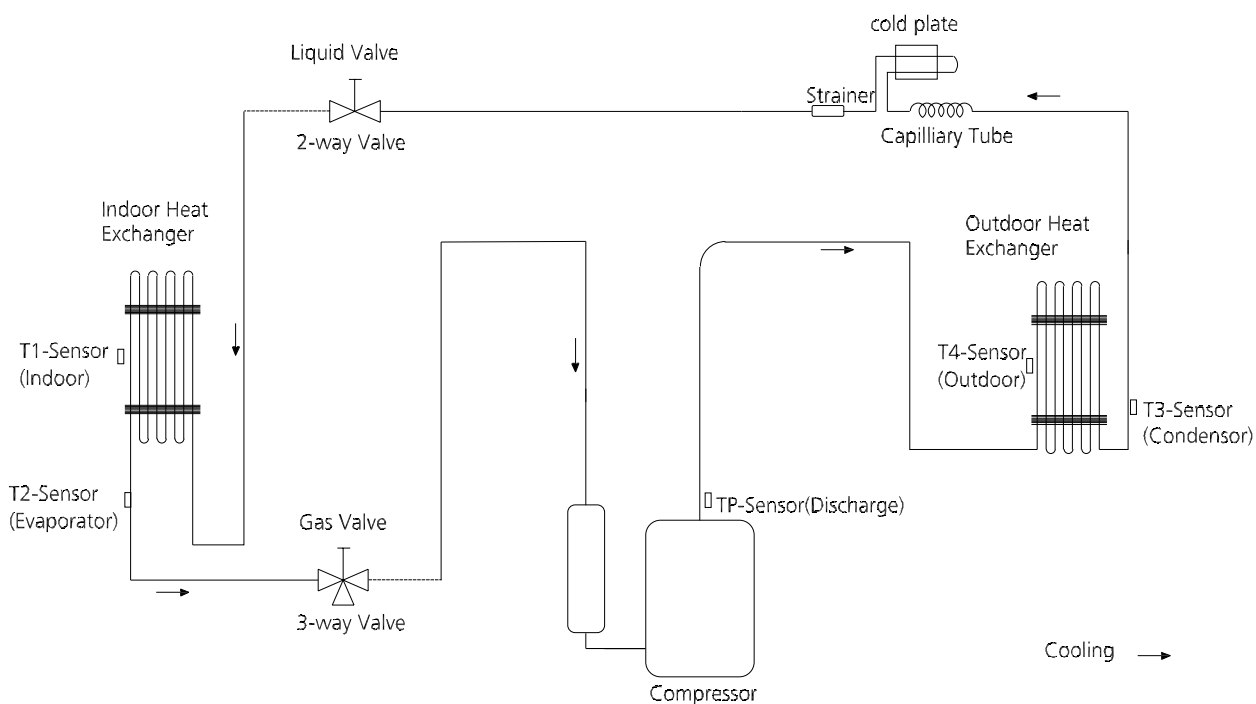 cold plate
Liquid Valve
Strainer
2-way Valve
Capilliary Tube
Indoor Heat
Exchanger
Outdoor Heat
Exchanger
T1-Sensor
(Indoor)
T4-Sensor
(Outdoor)
T3-Sensor
(Condensor)
T2-Sensor
(Evaporator)
TP-Sensor(Discharge)
Gas Valve
3-way Valve
Cooling
Compressor